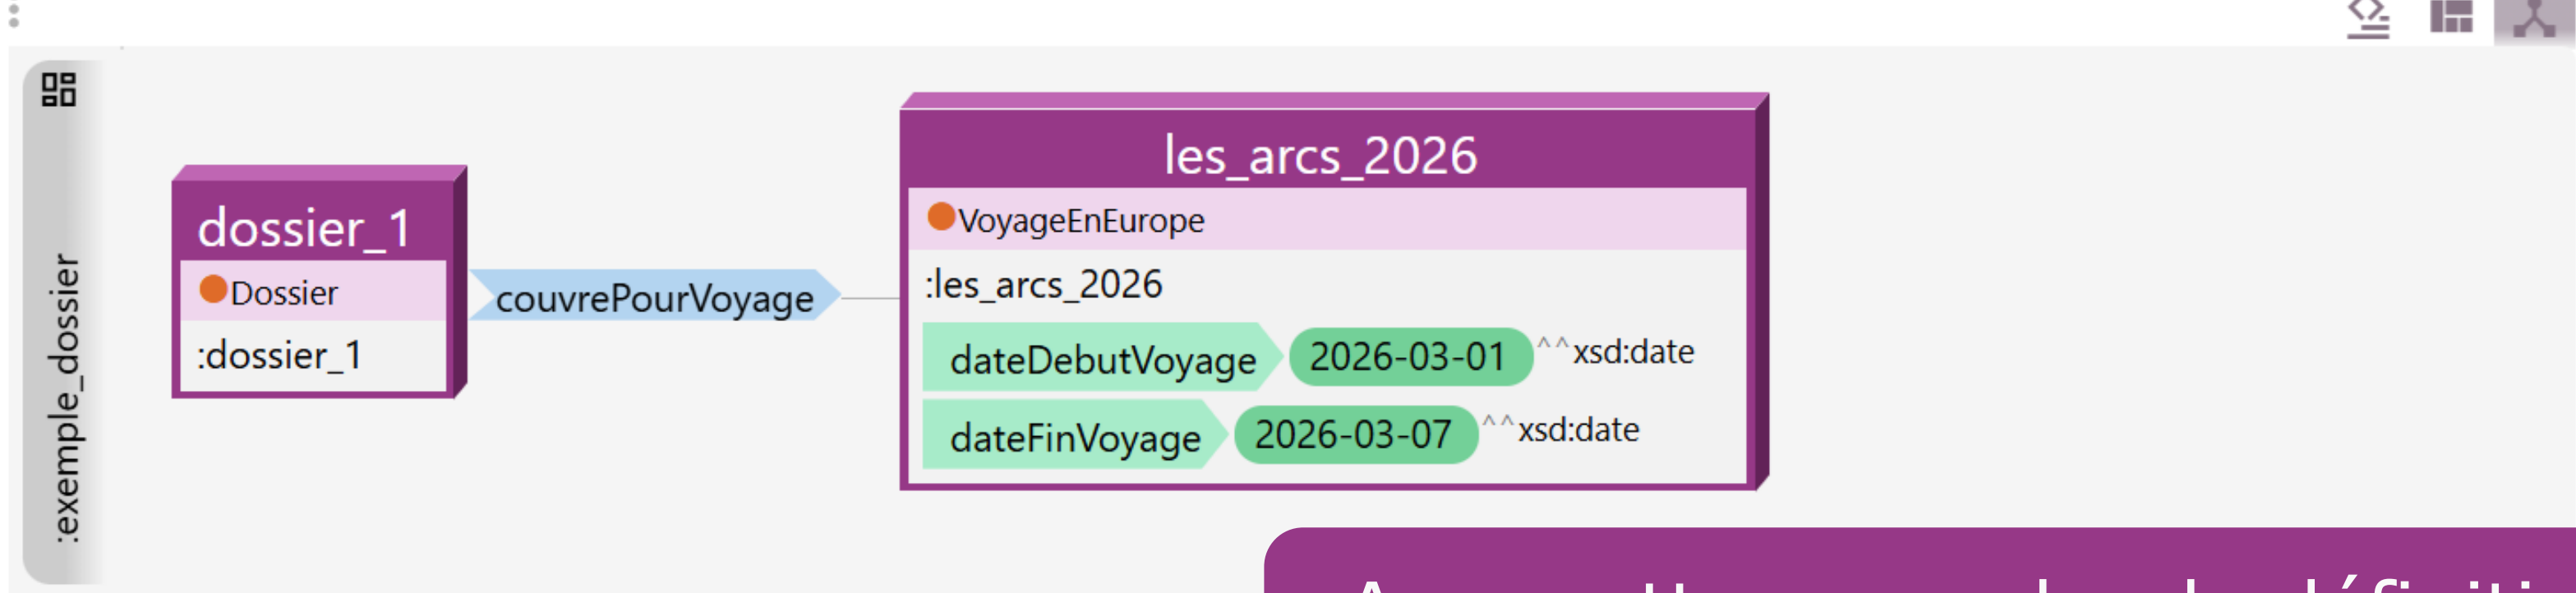 :exemple_dossier
dossier_1
Dossier
:dossier_1
couvrePourVoyage
les_arcs_2026
VoyageEnEurope
:les_arcs_2026
dateDebutVoyage 2026-03-01 ^^xsd:date
dateFinVoyage 2026-03-07 ^^xsd:date